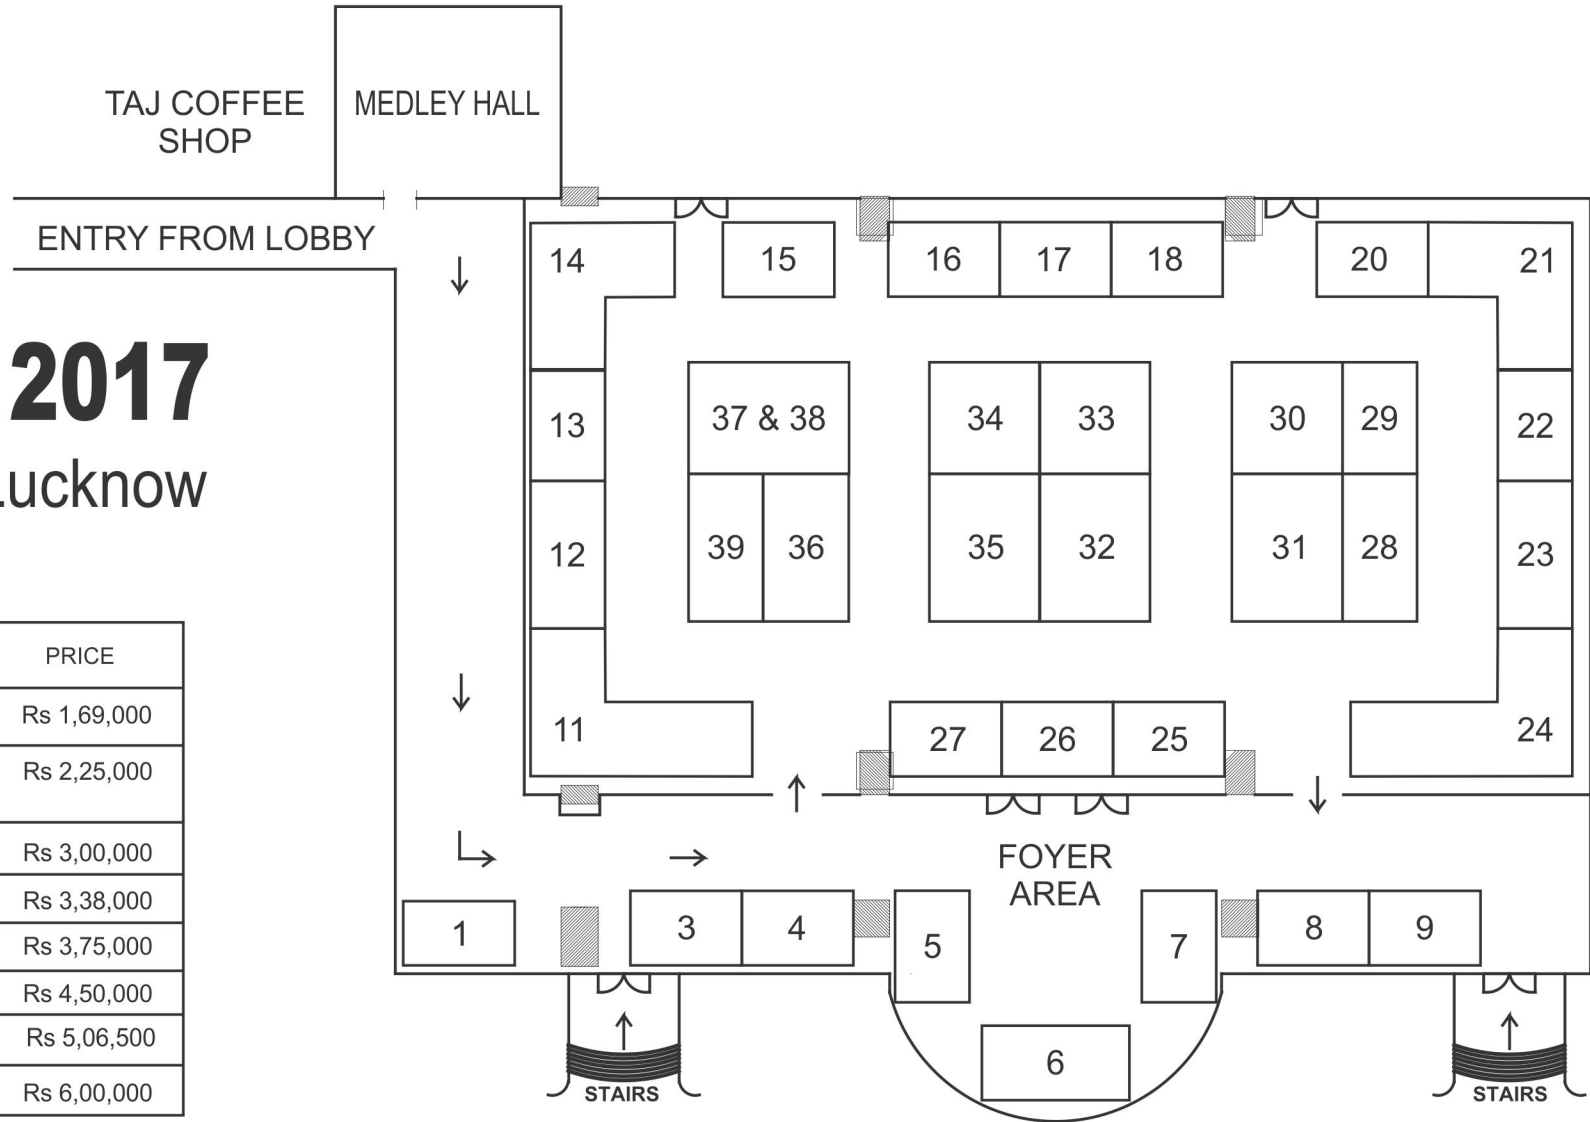 TAJ COFFEE
SHOP
MEDLEY HALL
ENTRY FROM LOBBY
2017
Lucknow
PRICE
Rs 1,69,000
Rs 2,25,000
Rs 3,00,000
Rs 3,38,000
Rs 3,75,000
Rs 4,50,000
Rs 5,06,500
Rs 6,00,000
14
15
16
17
18
20
21
13
37 & 38
34
33
30
29
22
12
39
36
35
32
31
28
23
11
27
26
25
24
FOYER
AREA
1
3
4
5
7
8
9
6
STAIRS
STAIRS